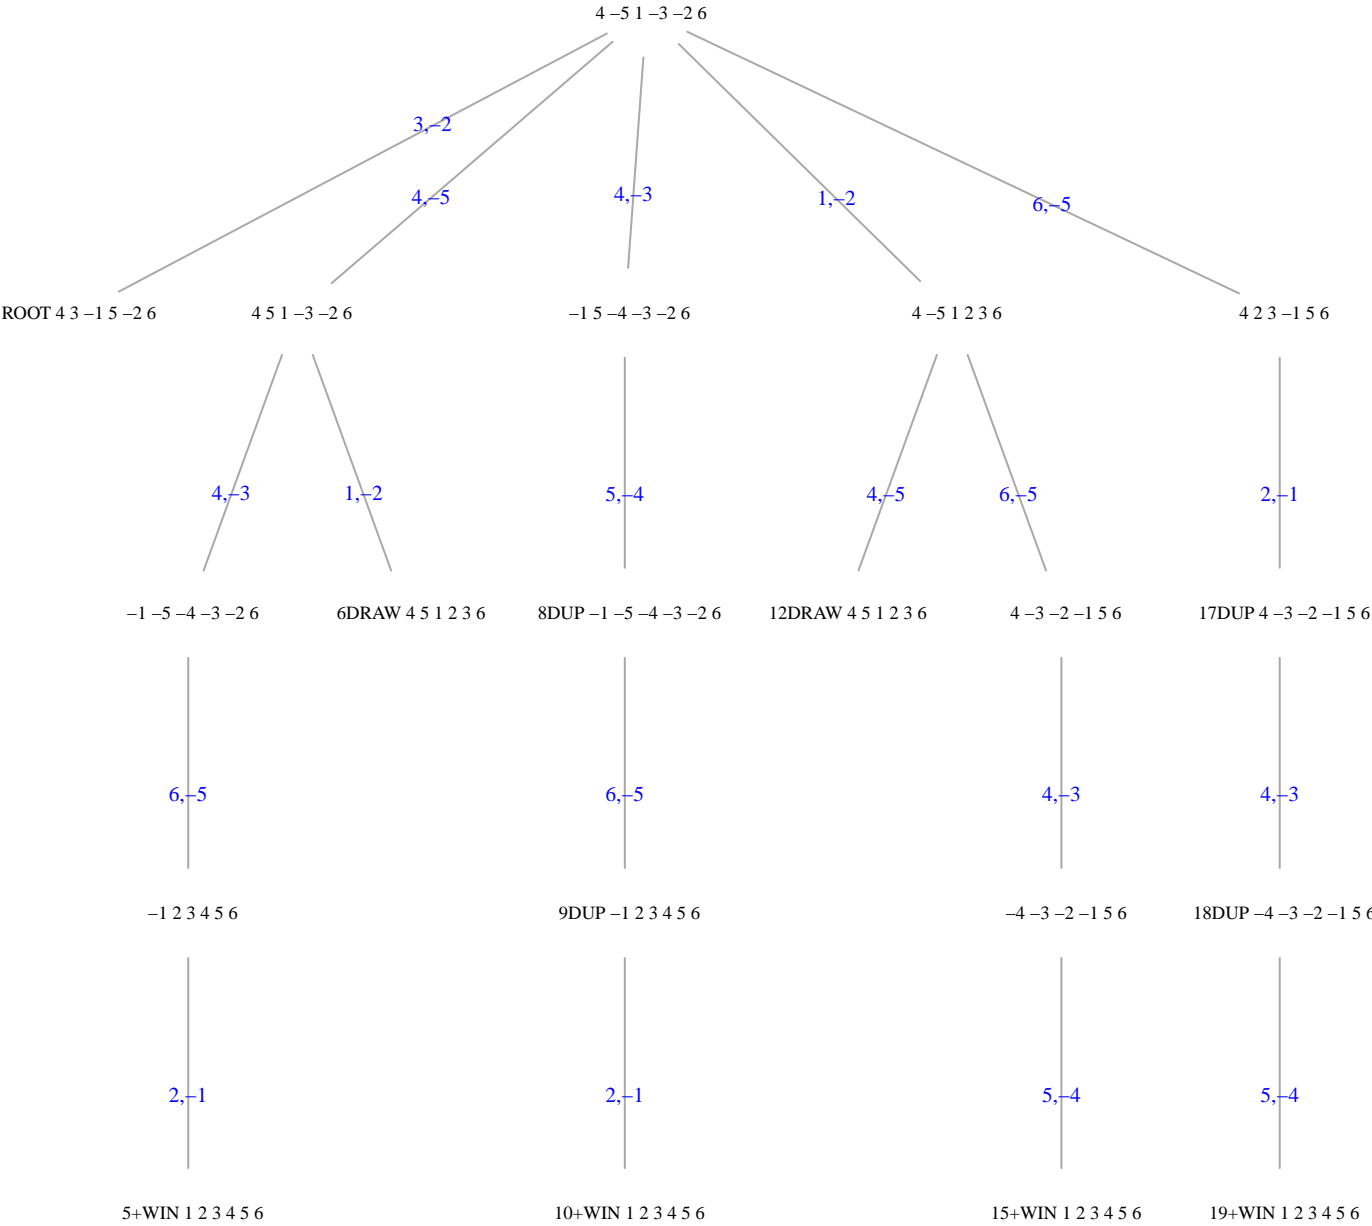 4 –5 1 –3 –2 6
3,–2
4,–5
4,–3
1,–2
6,–5
ROOT 4 3 –1 5 –2 6
4 5 1 –3 –2 6
–1 5 –4 –3 –2 6
4 –5 1 2 3 6
4 2 3 –1 5 6
4,–3
1,–2
5,–4
4,–5
6,–5
2,–1
–1 –5 –4 –3 –2 6
6DRAW 4 5 1 2 3 6
8DUP –1 –5 –4 –3 –2 6
12DRAW 4 5 1 2 3 6
4 –3 –2 –1 5 6
17DUP 4 –3 –2 –1 5 6
6,–5
6,–5
4,–3
4,–3
–1 2 3 4 5 6
9DUP –1 2 3 4 5 6
–4 –3 –2 –1 5 6
18DUP –4 –3 –2 –1 5 6
2,–1
2,–1
5,–4
5,–4
5+WIN 1 2 3 4 5 6
10+WIN 1 2 3 4 5 6
15+WIN 1 2 3 4 5 6
19+WIN 1 2 3 4 5 6